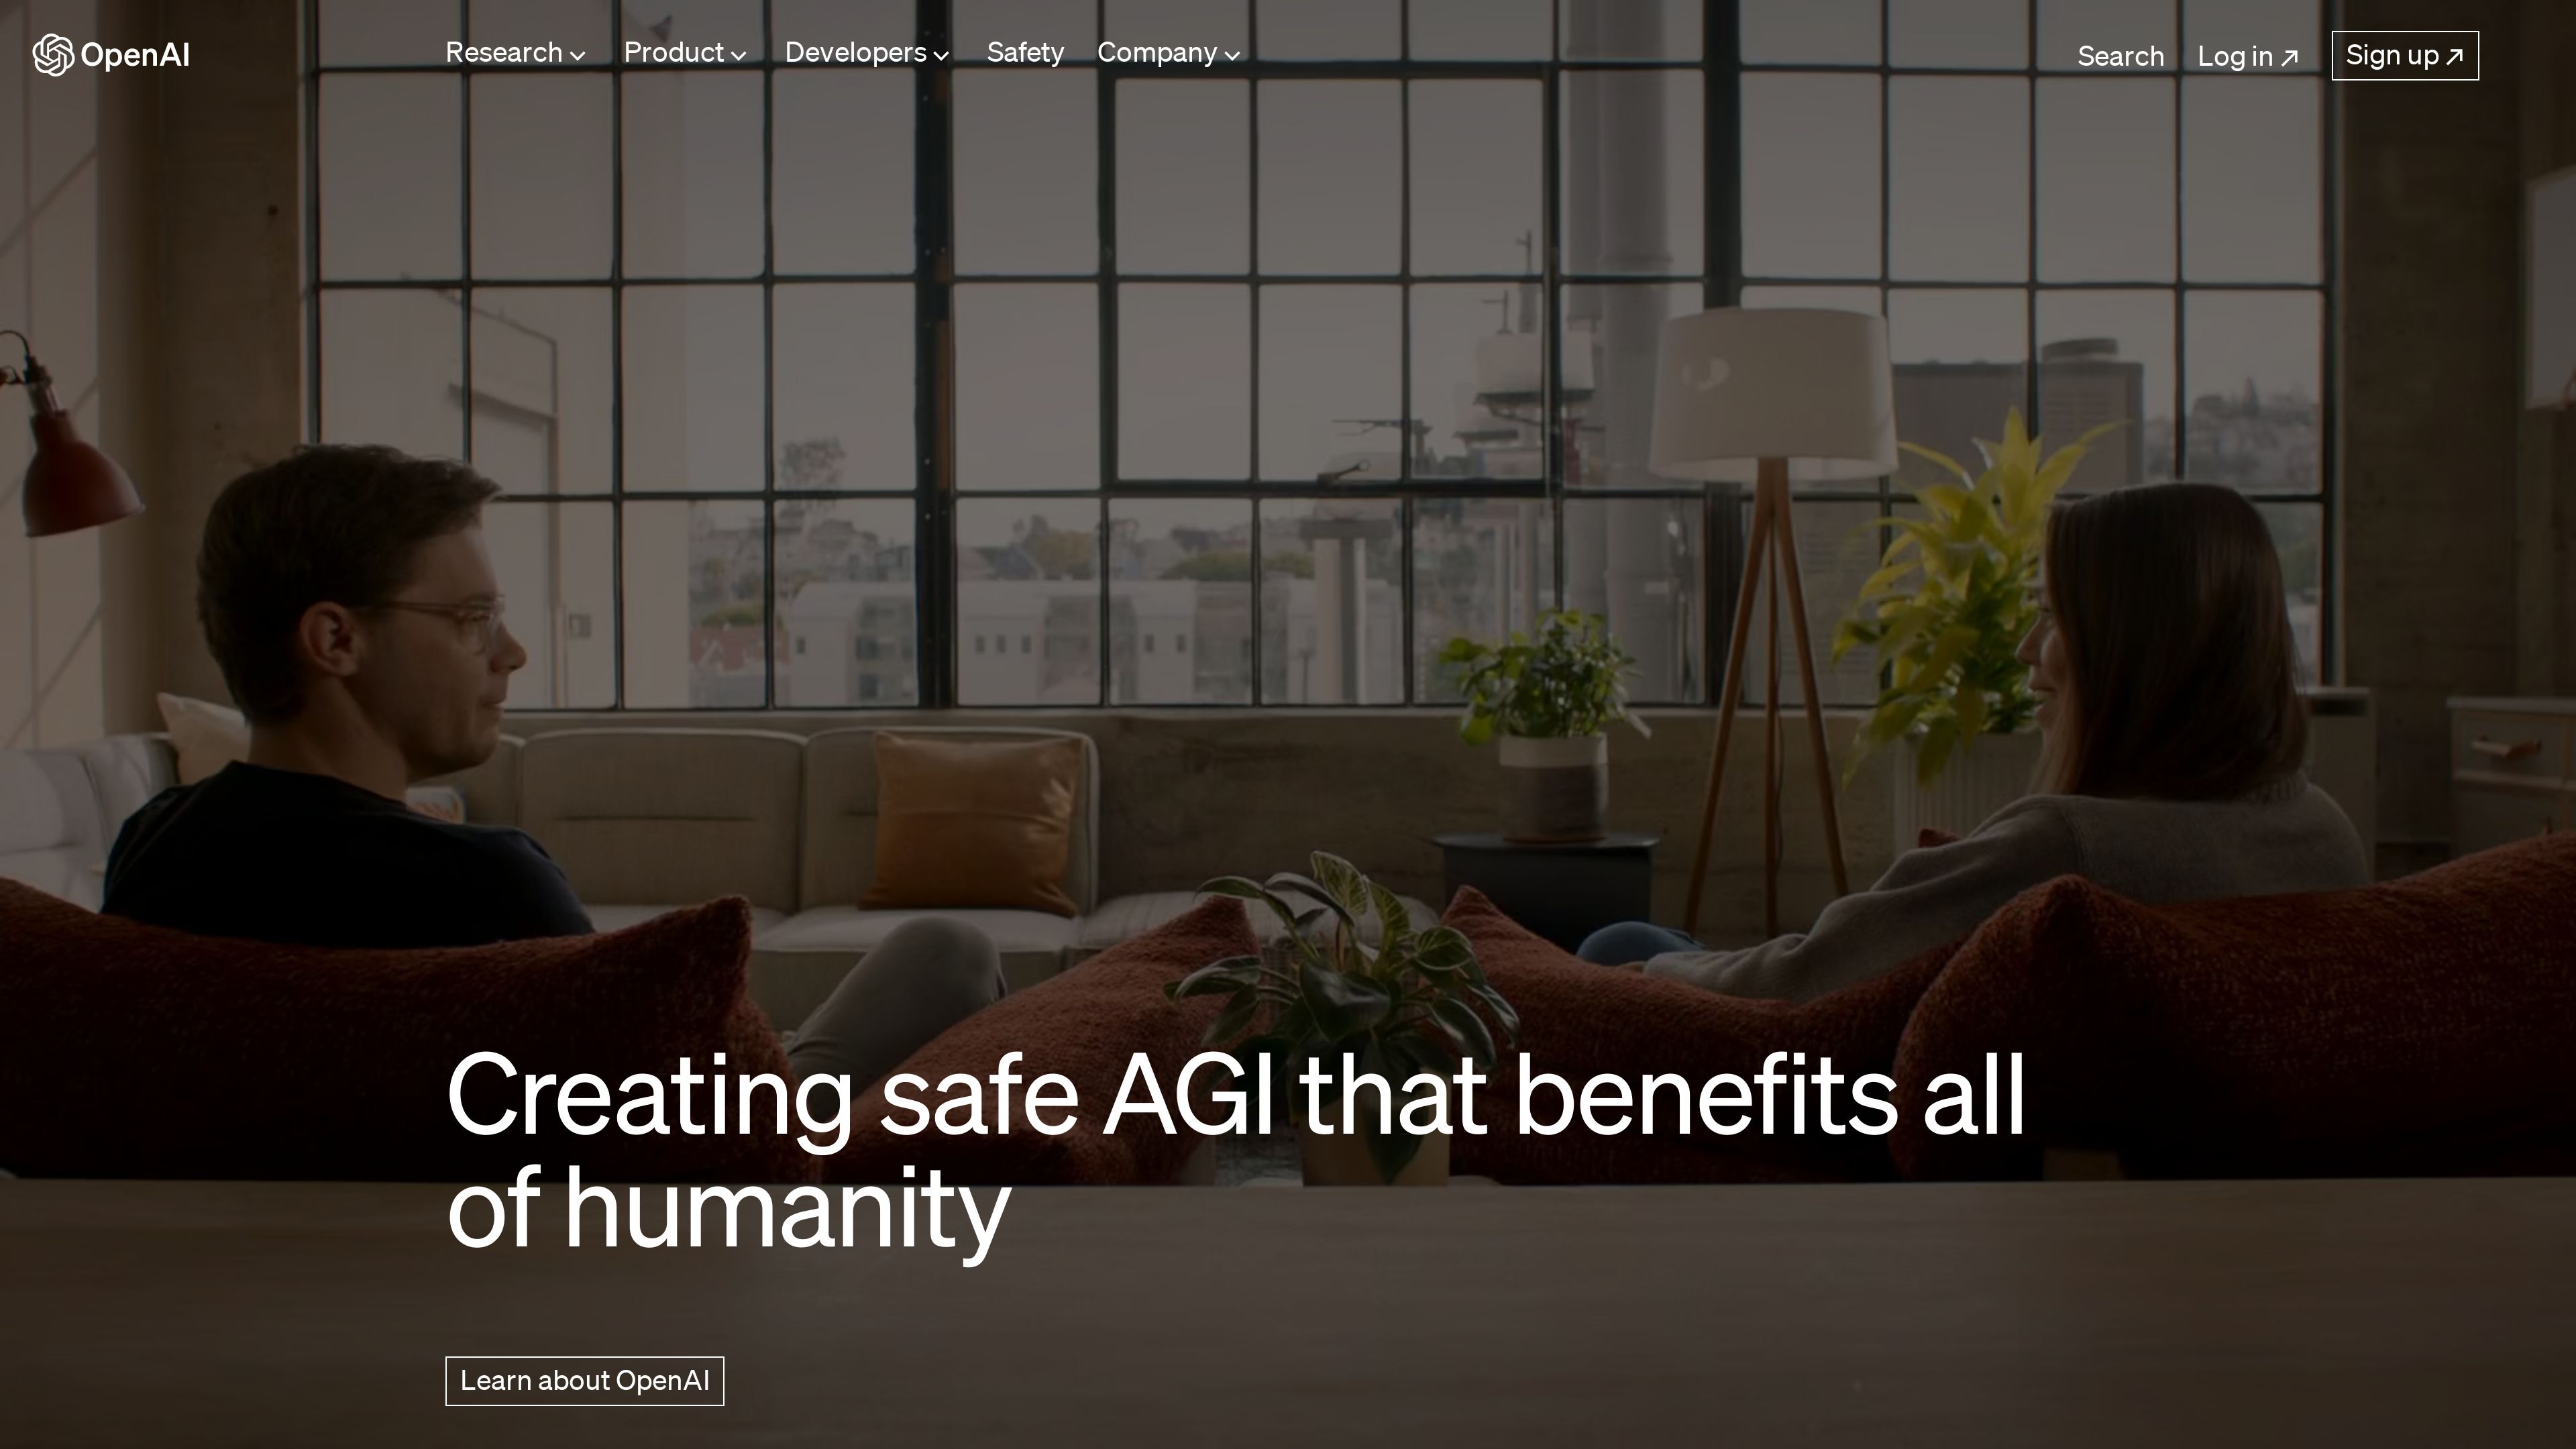 OpenAI
Research
Product
Developers
Safety
Company
Search
Log in
Sign up
Creating safe AGI that benefits all
of humanity
Learn about OpenAI